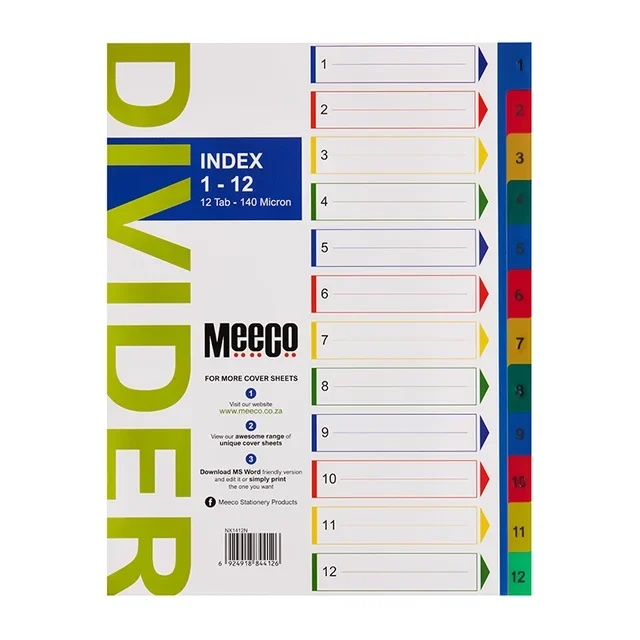 DIVIDER
INDEX
1 - 12
12 Tab - 140 Micron
MeeCo
FOR MORE COVER SHEETS
1
Visit our website
www.meeco.co.za
2
View our awesome range of
unique cover sheets
3
Download MS Word friendly version
and edit it or simply print
the one you want
f Meeco Stationery Products
NX1412N
6 924918 844126
1
2
3
4
5
6
7
8
9
10
11
12
1
2
3
4
5
6
7
8
9
10
11
12